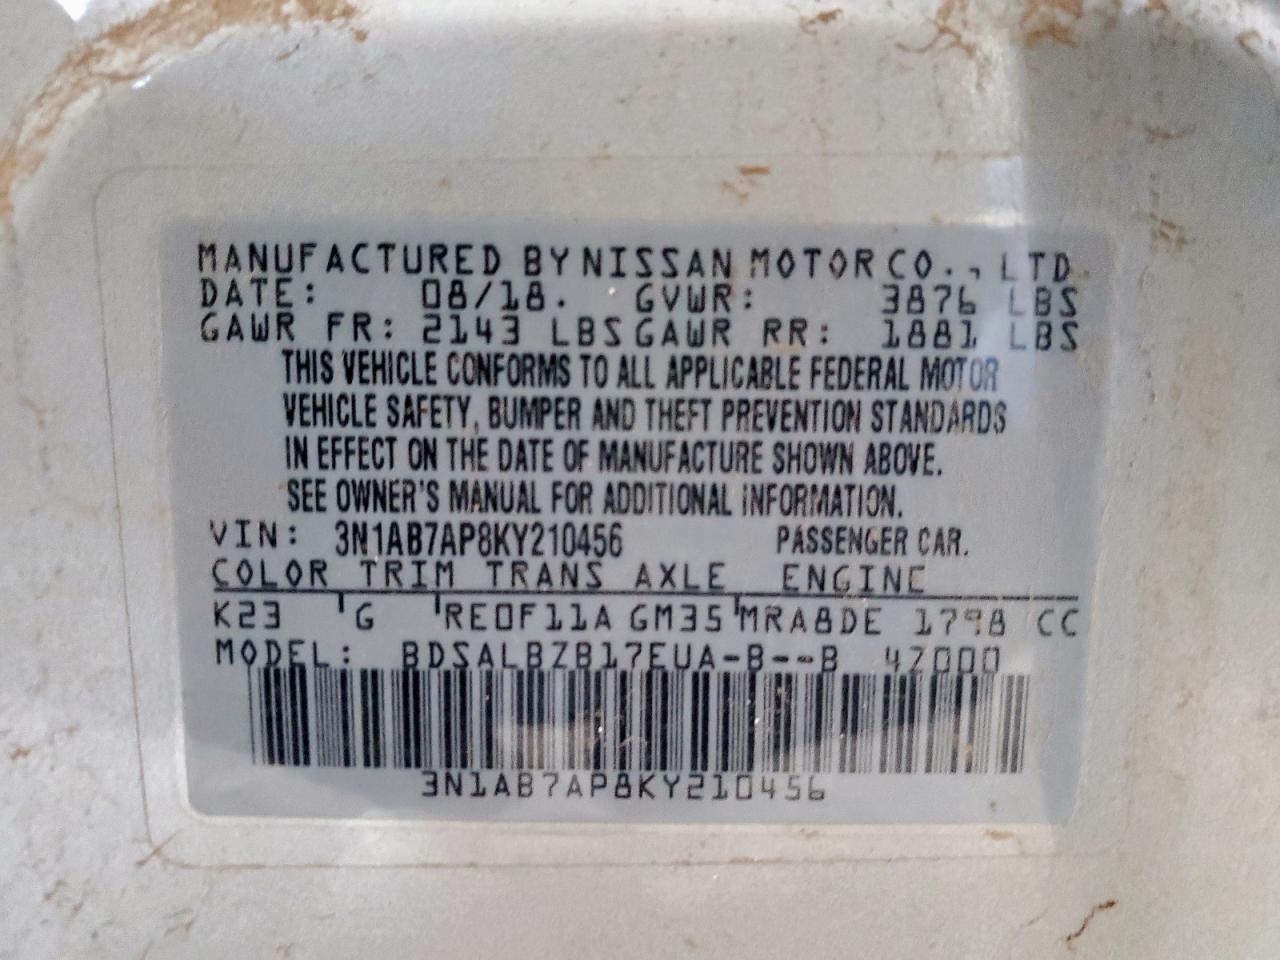 MANUFACTURED BY NISSAN MOTOR CO., LTD.
DATE: 08/18. GVWR: 3876 LBS
GAWR FR: 2143 LBS GAWR RR: 1881 LBS
THIS VEHICLE CONFORMS TO ALL APPLICABLE FEDERAL MOTOR
VEHICLE SAFETY, BUMPER AND THEFT PREVENTION STANDARDS
IN EFFECT ON THE DATE OF MANUFACTURE SHOWN ABOVE.
SEE OWNER'S MANUAL FOR ADDITIONAL INFORMATION.
VIN: 3N1AB7AP8KY210456 PASSENGER CAR.
COLOR TRIM TRANS AXLE ENGINE
K23 G RE0F11A GM35 MRA8DE 1798 CC
MODEL: BDSALBZB17EUA-B--B 42000
3N1AB7AP8KY210456